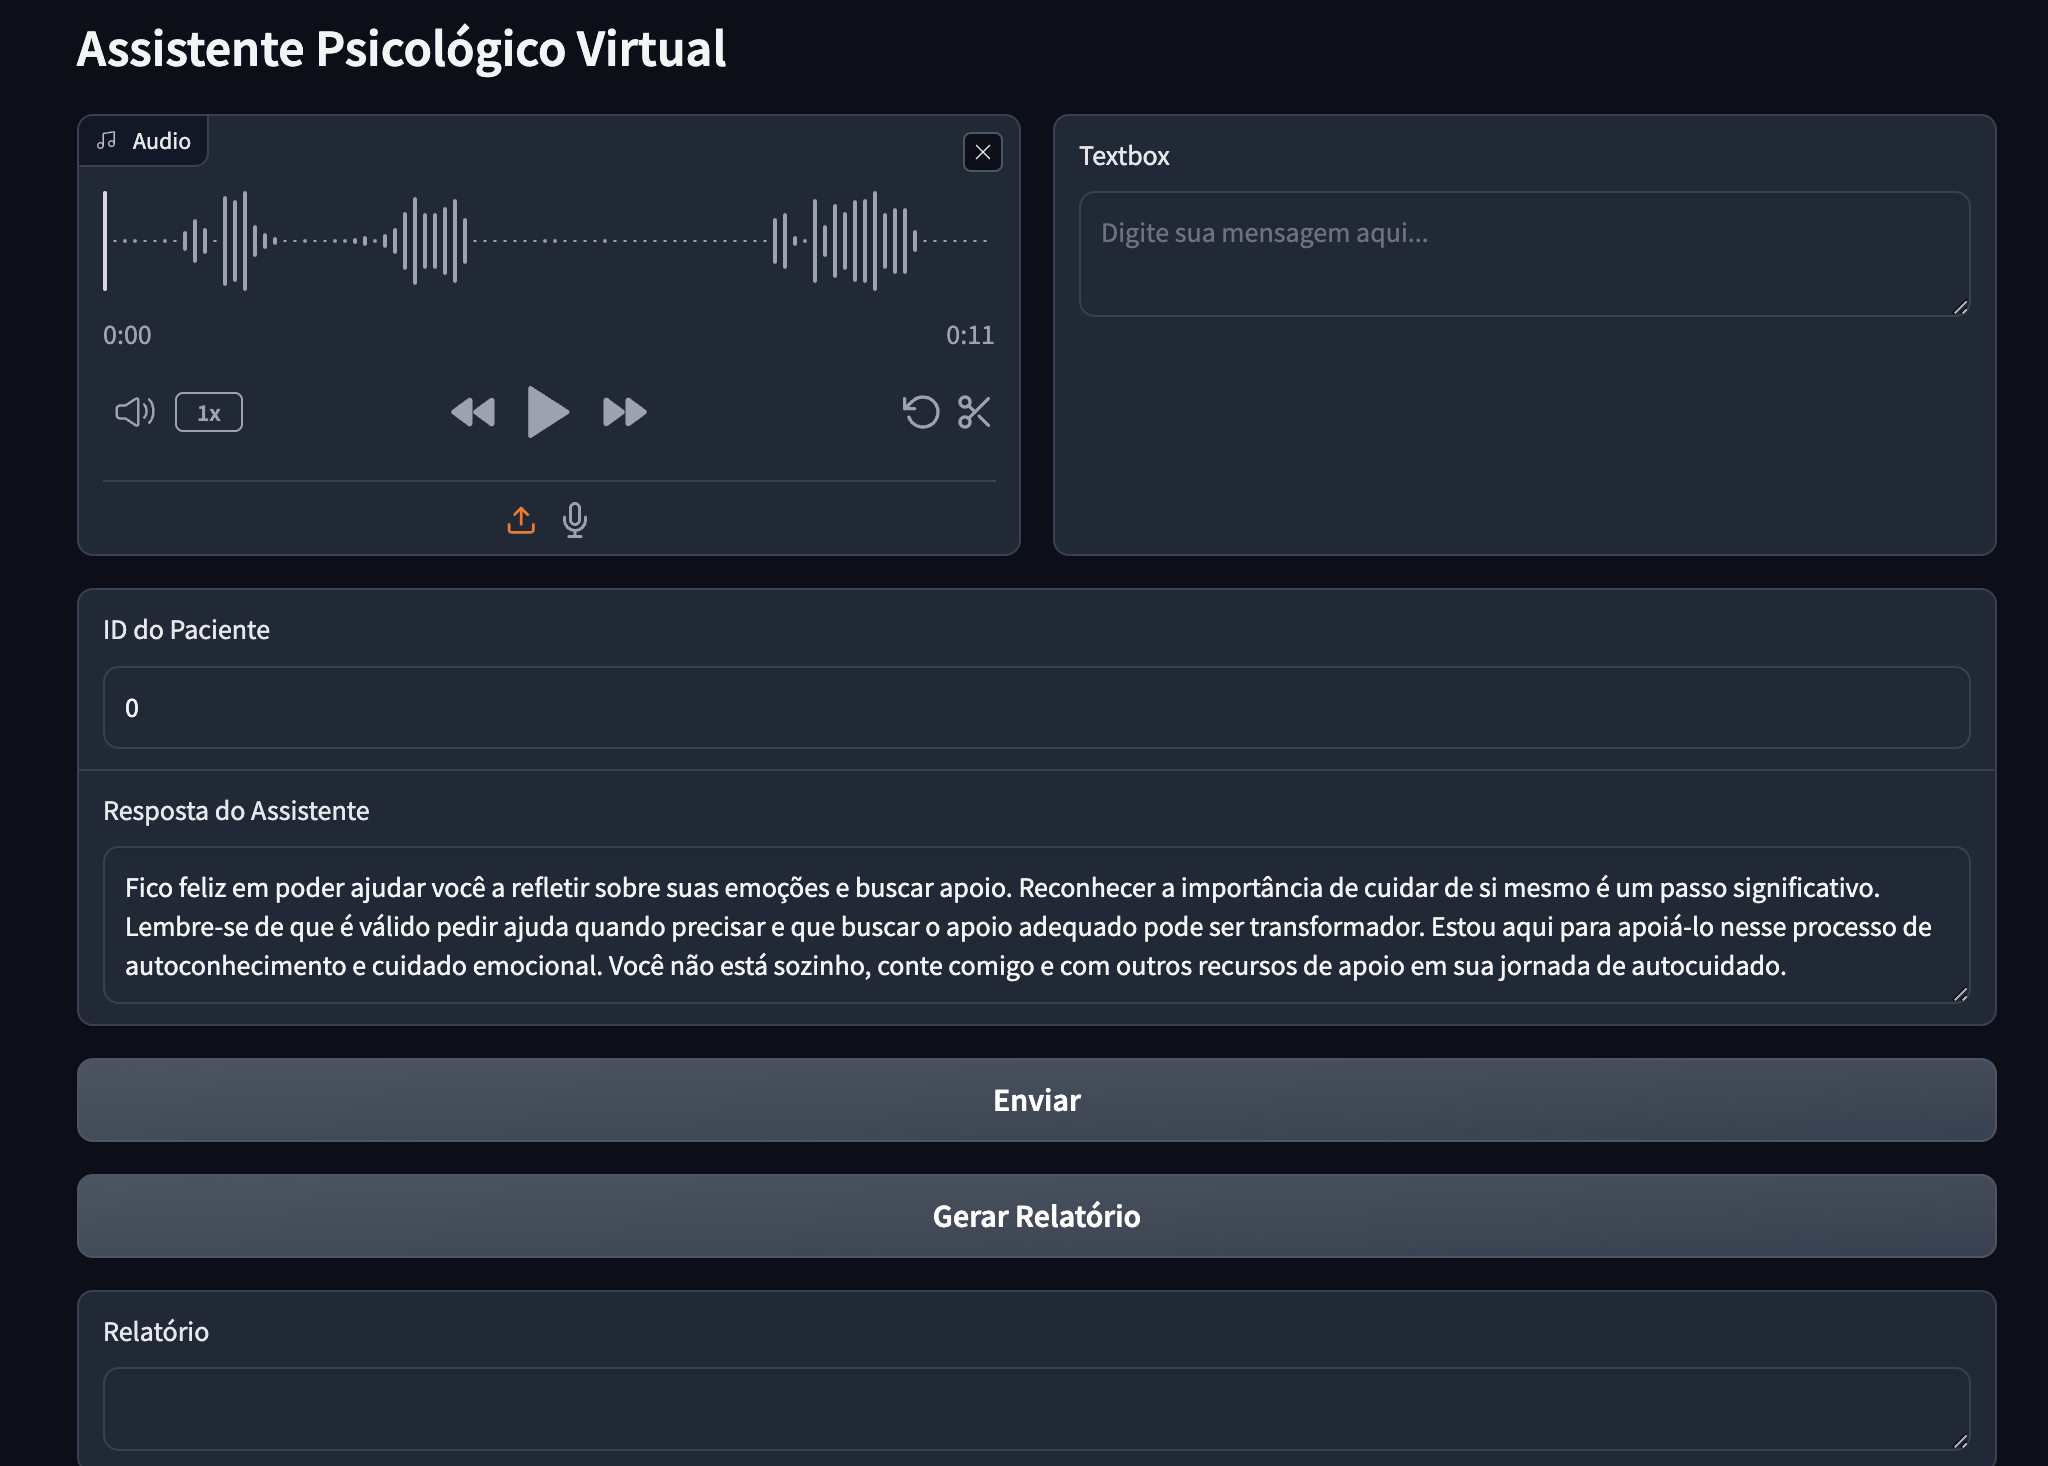 Assistente Psicológico Virtual
Audio
0:00
0:11
1x
Textbox
Digite sua mensagem aqui...
ID do Paciente
0
Resposta do Assistente
Fico feliz em poder ajudar você a refletir sobre suas emoções e buscar apoio. Reconhecer a importância de cuidar de si mesmo é um passo significativo.
Lembre-se de que é válido pedir ajuda quando precisar e que buscar o apoio adequado pode ser transformador. Estou aqui para apoiá-lo nesse processo de
autoconhecimento e cuidado emocional. Você não está sozinho, conte comigo e com outros recursos de apoio em sua jornada de autocuidado.
Enviar
Gerar Relatório
Relatório